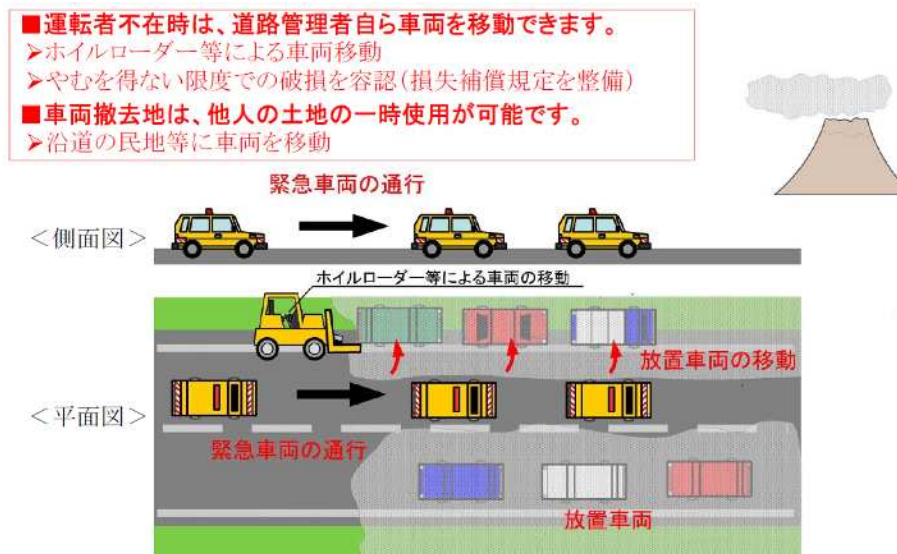 ■運転者不在時は、道路管理者自ら車両を移動できます。
➢ホイルローダー等による車両移動
➢やむを得ない限度での破損を容認(損失補償規定を整備)
■車両撤去地は、他人の土地の一時使用が可能です。
➢沿道の民地等に車両を移動
緊急車両の通行
＜側面図＞
ホイルローダー等による車両の移動
放置車両の移動
＜平面図＞
緊急車両の通行
放置車両